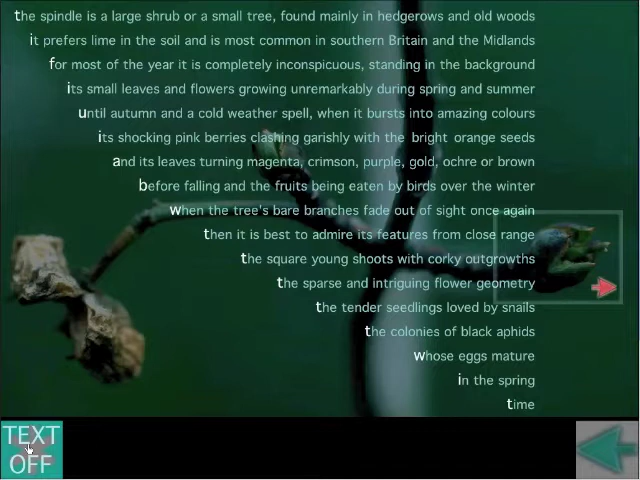 the spindle is a large shrub or a small tree, found mainly in hedgerows and old woods
it prefers lime in the soil and is most common in southern Britain and the Midlands
for most of the year it is completely inconspicuous, standing in the background
its small leaves and flowers growing unremarkably during spring and summer
until autumn and a cold weather spell, when it bursts into amazing colours
its shocking pink berries clashing garishly with the bright orange seeds
and its leaves turning magenta, crimson, purple, gold, ochre or brown
before falling and the fruits being eaten by birds over the winter
when the tree's bare branches fade out of sight once again
then it is best to admire its features from close range
the square young shoots with corky outgrowths
the sparse and intriguing flower geometry
the tender seedlings loved by snails
the colonies of black aphids
whose eggs mature
in the spring
time
TEXT
OFF